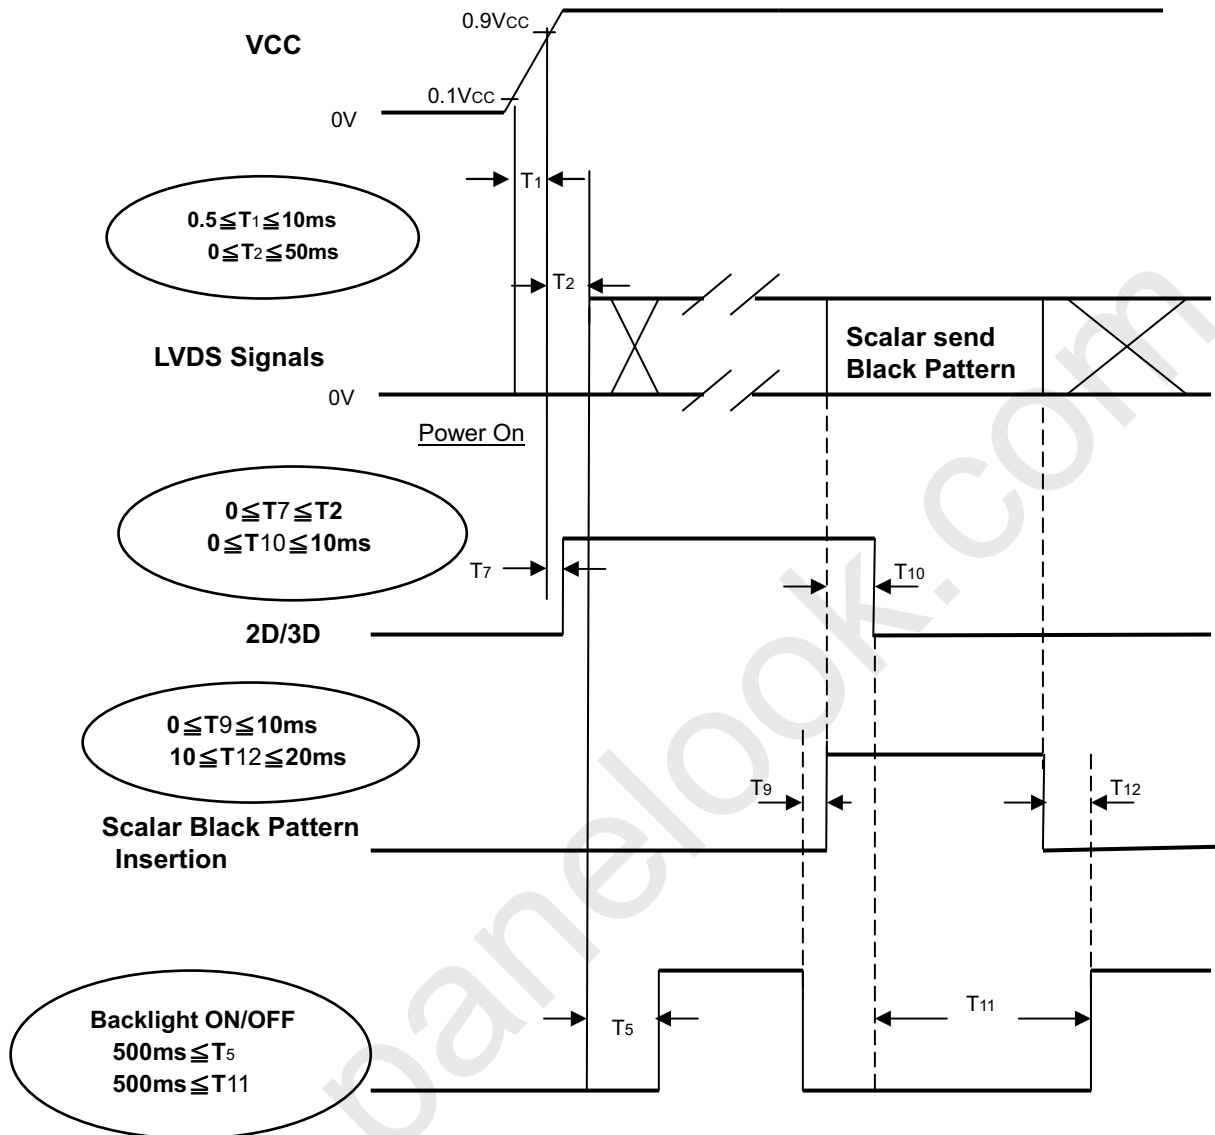 0.9VCC
VCC
0.1VCC
0V
T1
0.5≦T1≦10ms
0≦T2≦50ms
T2
Scalar send
Black Pattern
LVDS Signals
0V
Power On
0≦T7≦T2
0≦T10≦10ms
T7
T10
2D/3D
0≦T9≦10ms
10≦T12≦20ms
T9
T12
Scalar Black Pattern
Insertion
T11
Backlight ON/OFF
500ms≦T5
500ms≦T11
T5
panelook.com